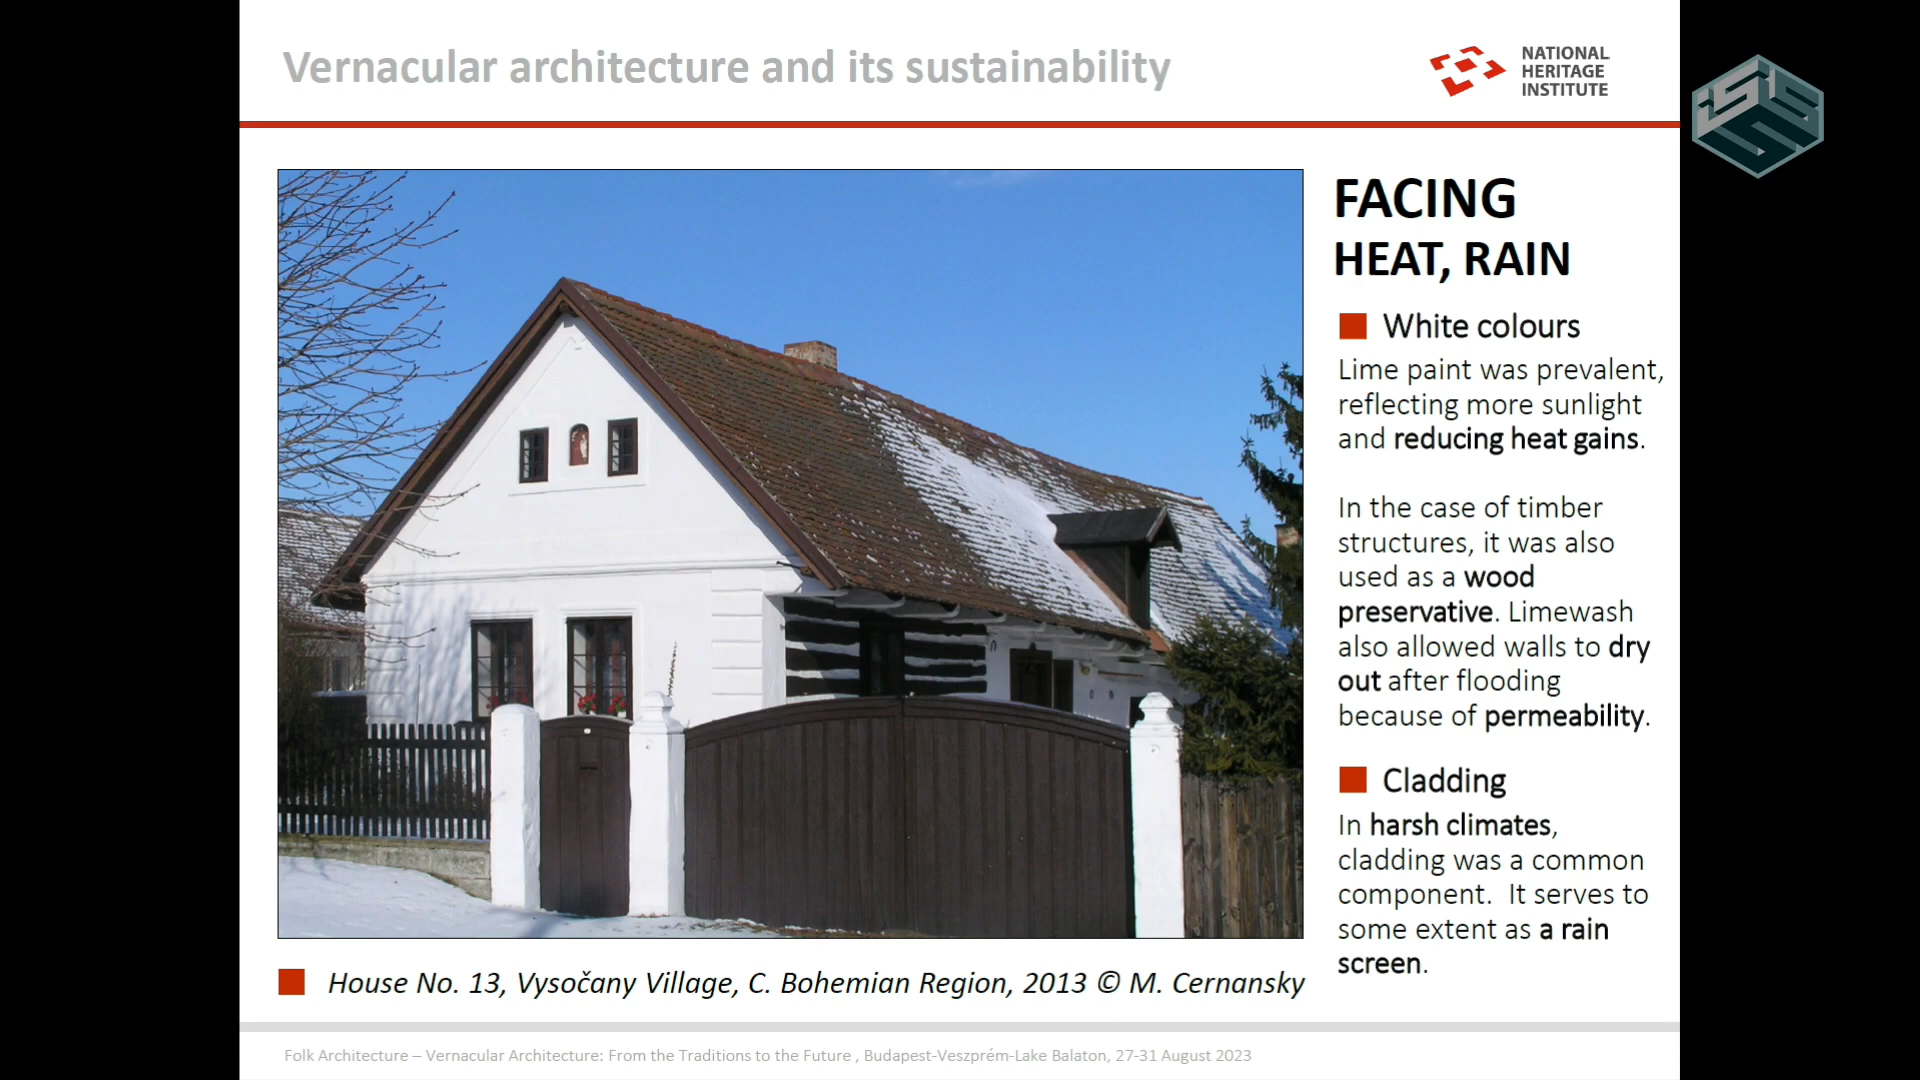 Vernacular architecture and its sustainability
NATIONAL
HERITAGE
INSTITUTE
FACING
HEAT, RAIN
White colours
Lime paint was prevalent,
reflecting more sunlight
and reducing heat gains.
In the case of timber
structures, it was also
used as a wood
preservative. Limewash
also allowed walls to dry
out after flooding
because of permeability.
Cladding
In harsh climates,
cladding was a common
component. It serves to
some extent as a rain
screen.
House No. 13, Vysočany Village, C. Bohemian Region, 2013 © M. Cernansky
Folk Architecture – Vernacular Architecture: From the Traditions to the Future , Budapest-Veszprém-Lake Balaton, 27-31 August 2023